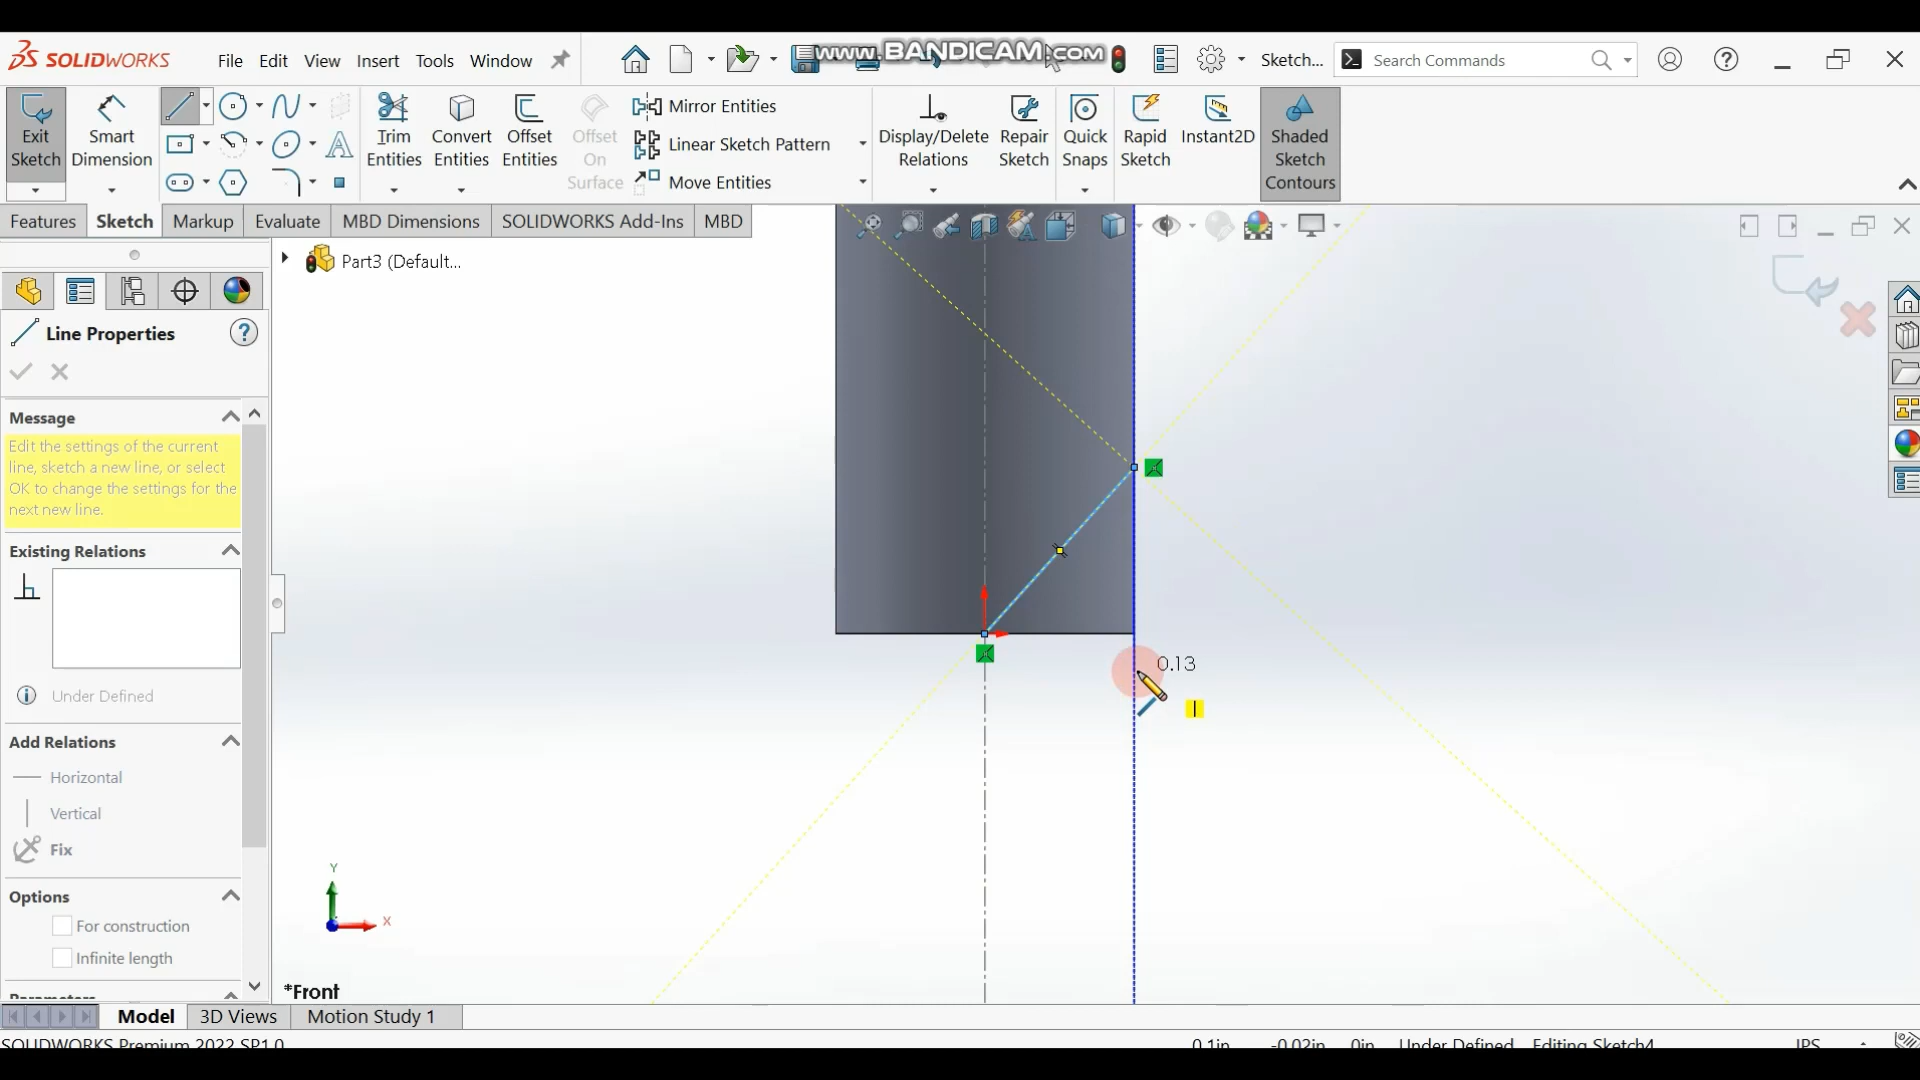 SOLIDWORKS File Edit View Insert Tools Window www.BANDICAM.com Sketch... Search Commands
Exit Sketch
Smart Dimension
Trim Entities
Convert Entities
Offset Entities
Offset On Surface
Mirror Entities
Linear Sketch Pattern
Move Entities
Display/Delete Relations
Repair Sketch
Quick Snaps
Rapid Sketch
Instant2D
Shaded Sketch Contours
Features Sketch Markup Evaluate MBD Dimensions SOLIDWORKS Add-Ins MBD
Part3 (Default...
Line Properties
Message
Edit the settings of the current
line, sketch a new line, or select
OK to change the settings for the
next new line.
Existing Relations
Under Defined
Add Relations
Horizontal
Vertical
Fix
Options
For construction
Infinite length
Parameters
0.13
Y
X
*Front
Model 3D Views Motion Study 1
SOLIDWORKS Premium 2022 SP1.0 0.1in -0.02in 0in Under Defined Editing Sketch4 IPS